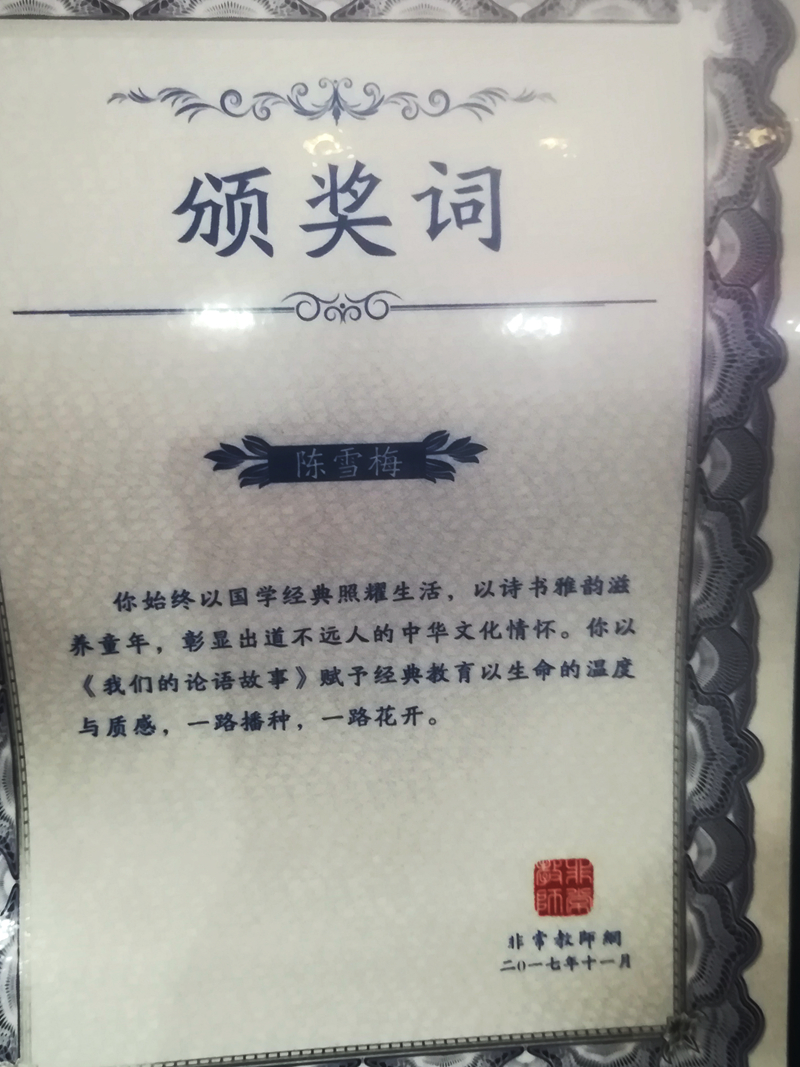 颁奖词
陈雪梅
你始终以国学经典照耀生活，以诗书雅韵滋
养童年，彰显出道不远人的中华文化情怀。你以
《我们的论语故事》赋予经典教育以生命的温度
与质感，一路播种，一路花开。
非常
教师
非常教師網
二0一七年十一月